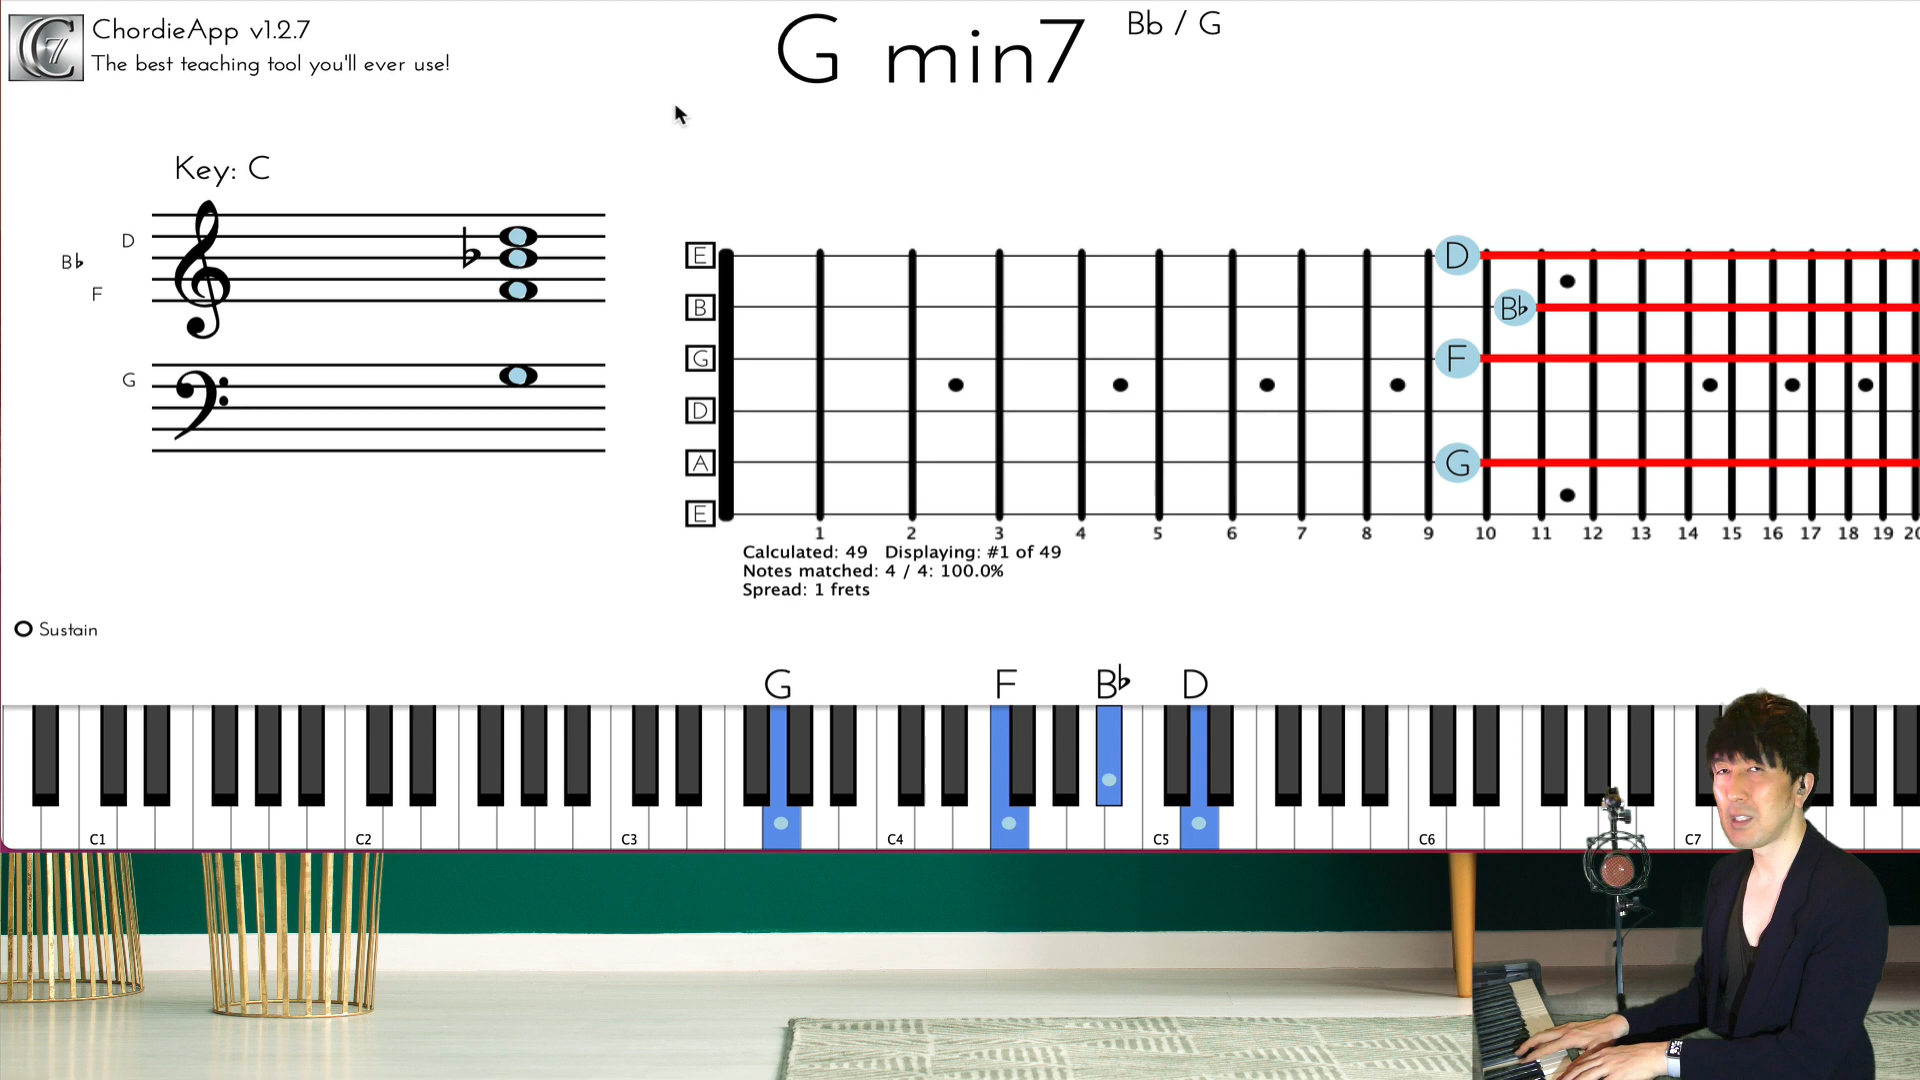 ChordieApp v1.2.7
The best teaching tool you'll ever use!
G min7
Bb / G
Key: C
D
B♭
F
G
E
B
G
D
A
E
D
B♭
F
G
1 2 3 4 5 6 7 8 9 10 11 12 13 14 15 16 17 18 19 20
Calculated: 49 Displaying: #1 of 49
Notes matched: 4 / 4: 100.0%
Spread: 1 frets
Sustain
G F B♭ D
C1 C2 C3 C4 C5 C6 C7